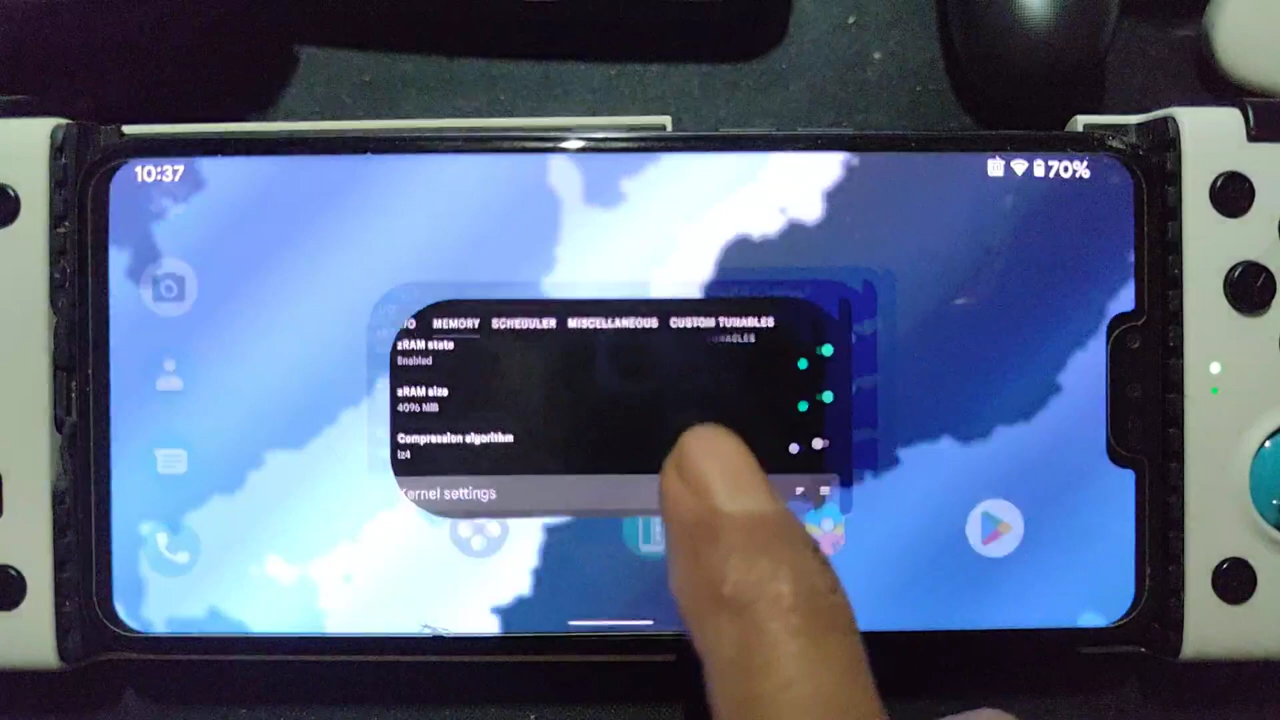 10:37
70%
MEMORY SCHEDULER MISCELLANEOUS CUSTOM TUNABLES
zRAM state
Enabled
zRAM size
4096 MiB
Compression algorithm
lz4
Kernel settings